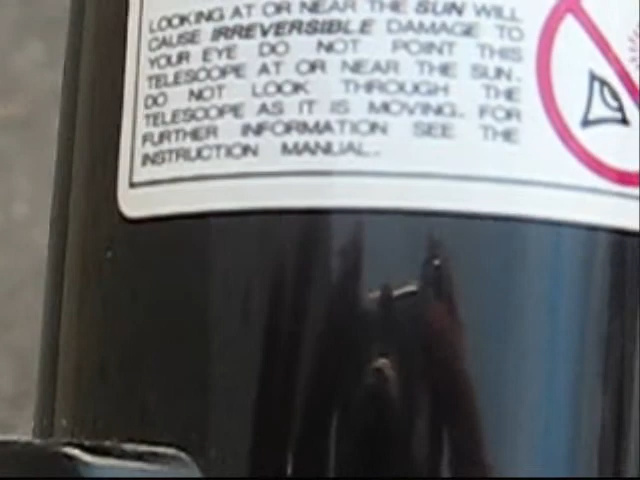 LOOKING AT OR NEAR THE SUN WILL
CAUSE IRREVERSIBLE DAMAGE TO
YOUR EYE DO NOT POINT THIS
TELESCOPE AT OR NEAR THE SUN.
DO NOT LOOK THROUGH THE
TELESCOPE AS IT IS MOVING. FOR
FURTHER INFORMATION SEE THE
INSTRUCTION MANUAL.